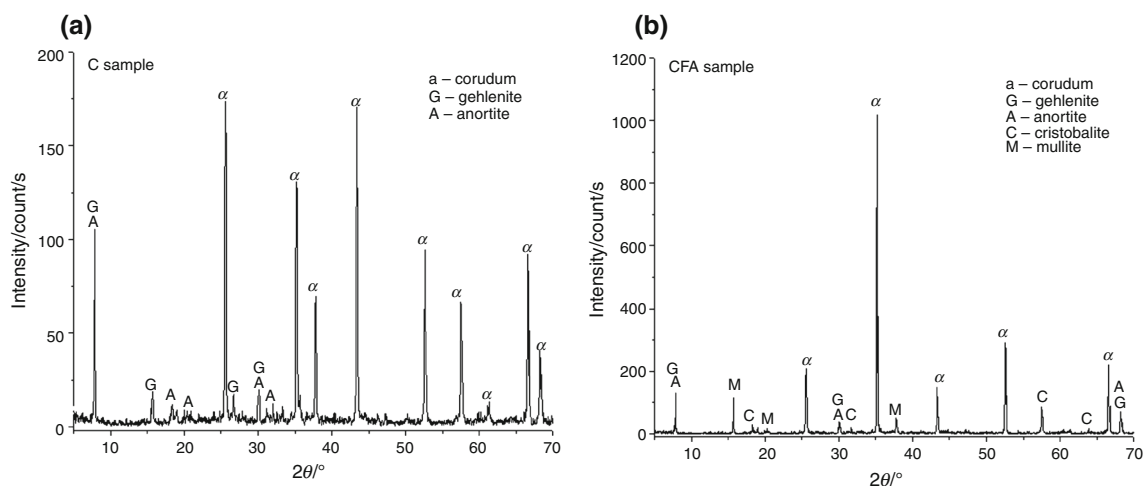 (a)
200
150
100
50
0
Intensity/count/s
C sample
a – corudum
G – gehlenite
A – anortite
G
A
G
A
A
α
G
G
A
A
α
α
α
α
α
α
α
α
5 10 20 30 40 50 60 70
2θ/°
(b)
1200
1000
800
600
400
200
0
Intensity/counts/s
CFA sample
a – corudum
G – gehlenite
A – anortite
C – cristobalite
M – mullite
G
A
M
C
M
α
G
A
C
α
M
α
α
C
C
α
A
G
10 20 30 40 50 60 70
2θ/°